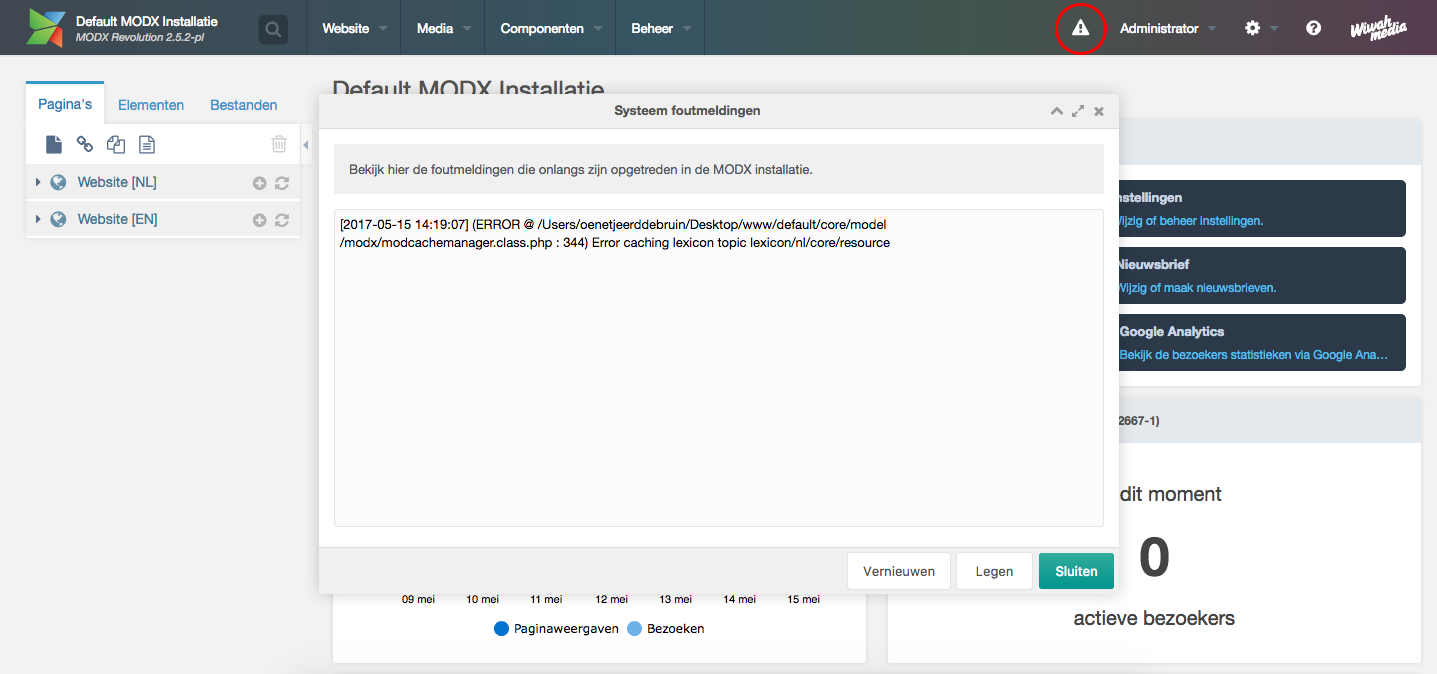 Default MODX Installatie
MODX Revolution 2.5.2-pl
Website
Media
Componenten
Beheer
Administrator
Wiwah media
Pagina's
Elementen
Bestanden
Website [NL]
Website [EN]
Default MODX Installatie
Systeem foutmeldingen
Bekijk hier de foutmeldingen die onlangs zijn opgetreden in de MODX installatie.
[2017-05-15 14:19:07] (ERROR @ /Users/oenetjeerddebruin/Desktop/www/default/core/model
/modx/modcachemanager.class.php : 344) Error caching lexicon topic lexicon/nl/core/resource
Vernieuwen
Legen
Sluiten
nstellingen
ijzig of beheer instellingen.
Nieuwsbrief
Wijzig of maak nieuwsbrieven.
Google Analytics
Bekijk de bezoekers statistieken via Google Ana...
2667-1)
dit moment
0
actieve bezoekers
09 mei
10 mei
11 mei
12 mei
13 mei
14 mei
15 mei
Paginaweergaven
Bezoeken